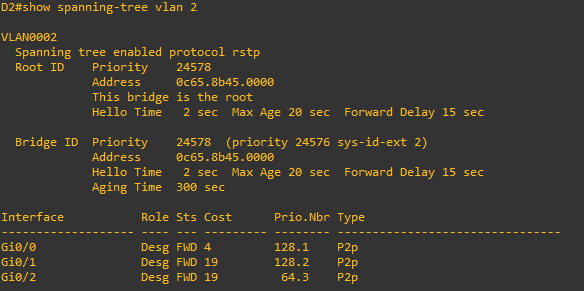 D2#show spanning-tree vlan 2
VLAN0002
Spanning tree enabled protocol rstp
Root ID Priority 24578
Address 0c65.8b45.0000
This bridge is the root
Hello Time 2 sec Max Age 20 sec Forward Delay 15 sec
Bridge ID Priority 24578 (priority 24576 sys-id-ext 2)
Address 0c65.8b45.0000
Hello Time 2 sec Max Age 20 sec Forward Delay 15 sec
Aging Time 300 sec
Interface Role Sts Cost Prio.Nbr Type
------------------- ---- --- --------- -------- --------------------------------
Gi0/0 Desg FWD 4 128.1 P2p
Gi0/1 Desg FWD 19 128.2 P2p
Gi0/2 Desg FWD 19 64.3 P2p